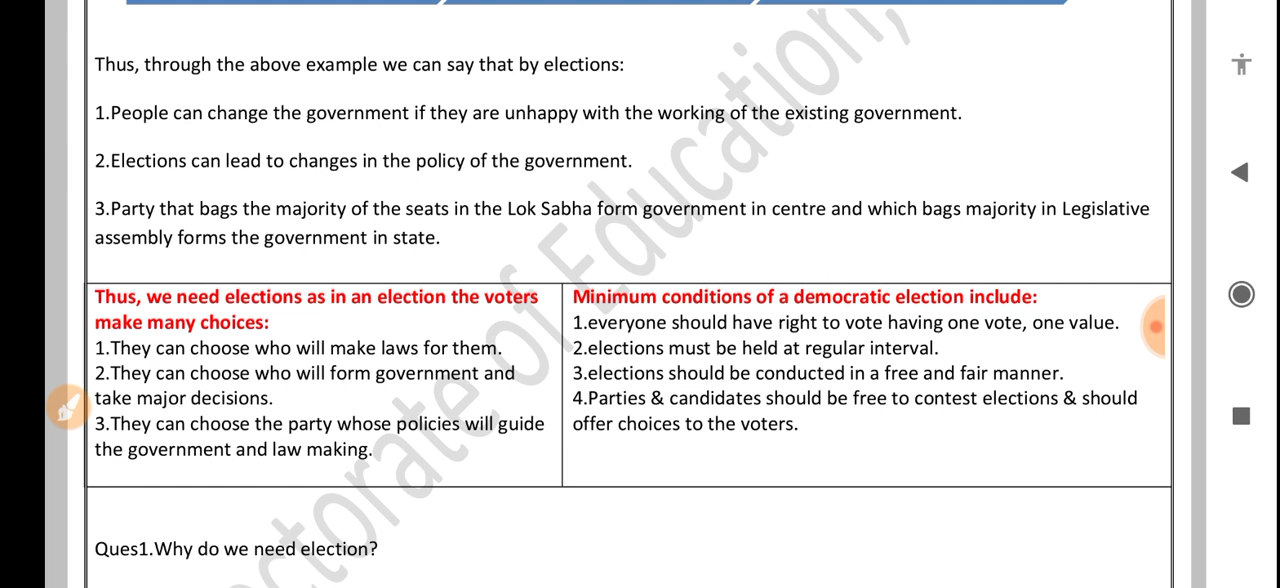 Thus, through the above example we can say that by elections:
1.People can change the government if they are unhappy with the working of the existing government.
2.Elections can lead to changes in the policy of the government.
3.Party that bags the majority of the seats in the Lok Sabha form government in centre and which bags majority in Legislative
assembly forms the government in state.
Thus, we need elections as in an election the voters
make many choices:
1.They can choose who will make laws for them.
2.They can choose who will form government and
take major decisions.
3.They can choose the party whose policies will guide
the government and law making.
Minimum conditions of a democratic election include:
1.everyone should have right to vote having one vote, one value.
2.elections must be held at regular interval.
3.elections should be conducted in a free and fair manner.
4.Parties & candidates should be free to contest elections & should
offer choices to the voters.
Ques1.Why do we need election?
ctorate of Education,